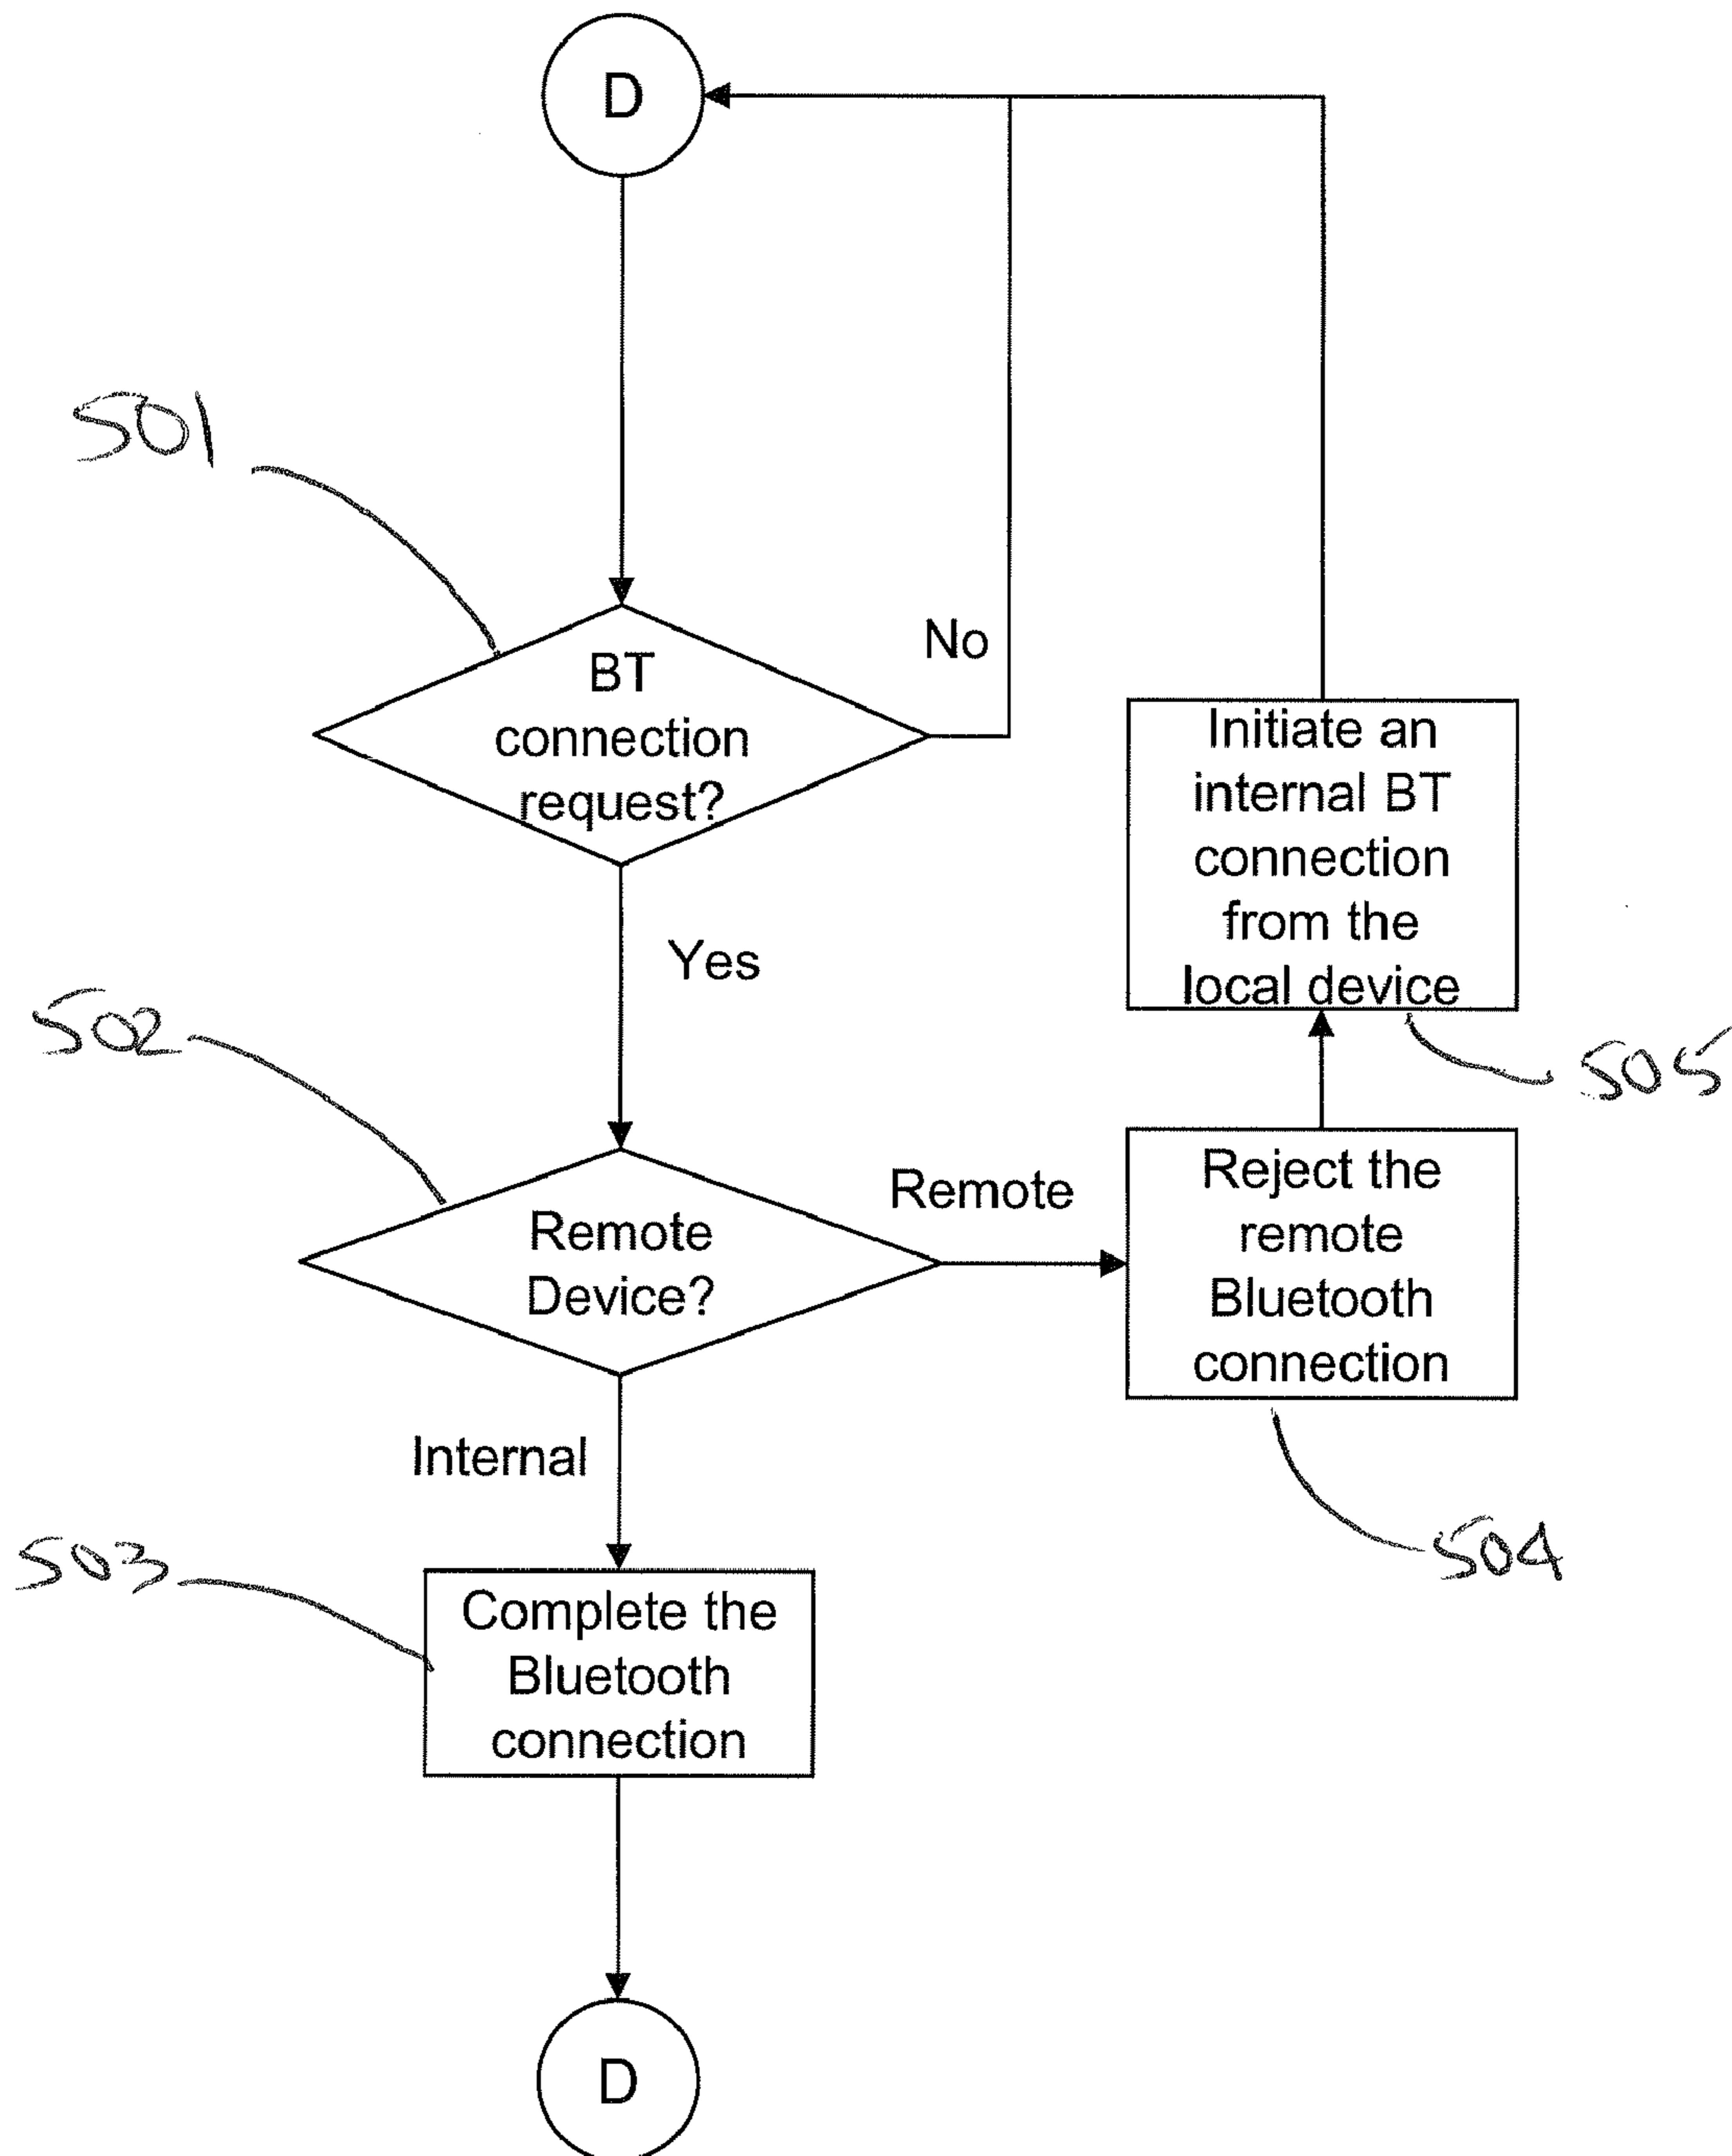 D
501
No
BT
connection
request?
Initiate an
internal BT
connection
from the
local device
Yes
502
505
Remote
Device?
Remote
Reject the
remote
Bluetooth
connection
Internal
504
503
Complete the
Bluetooth
connection
D